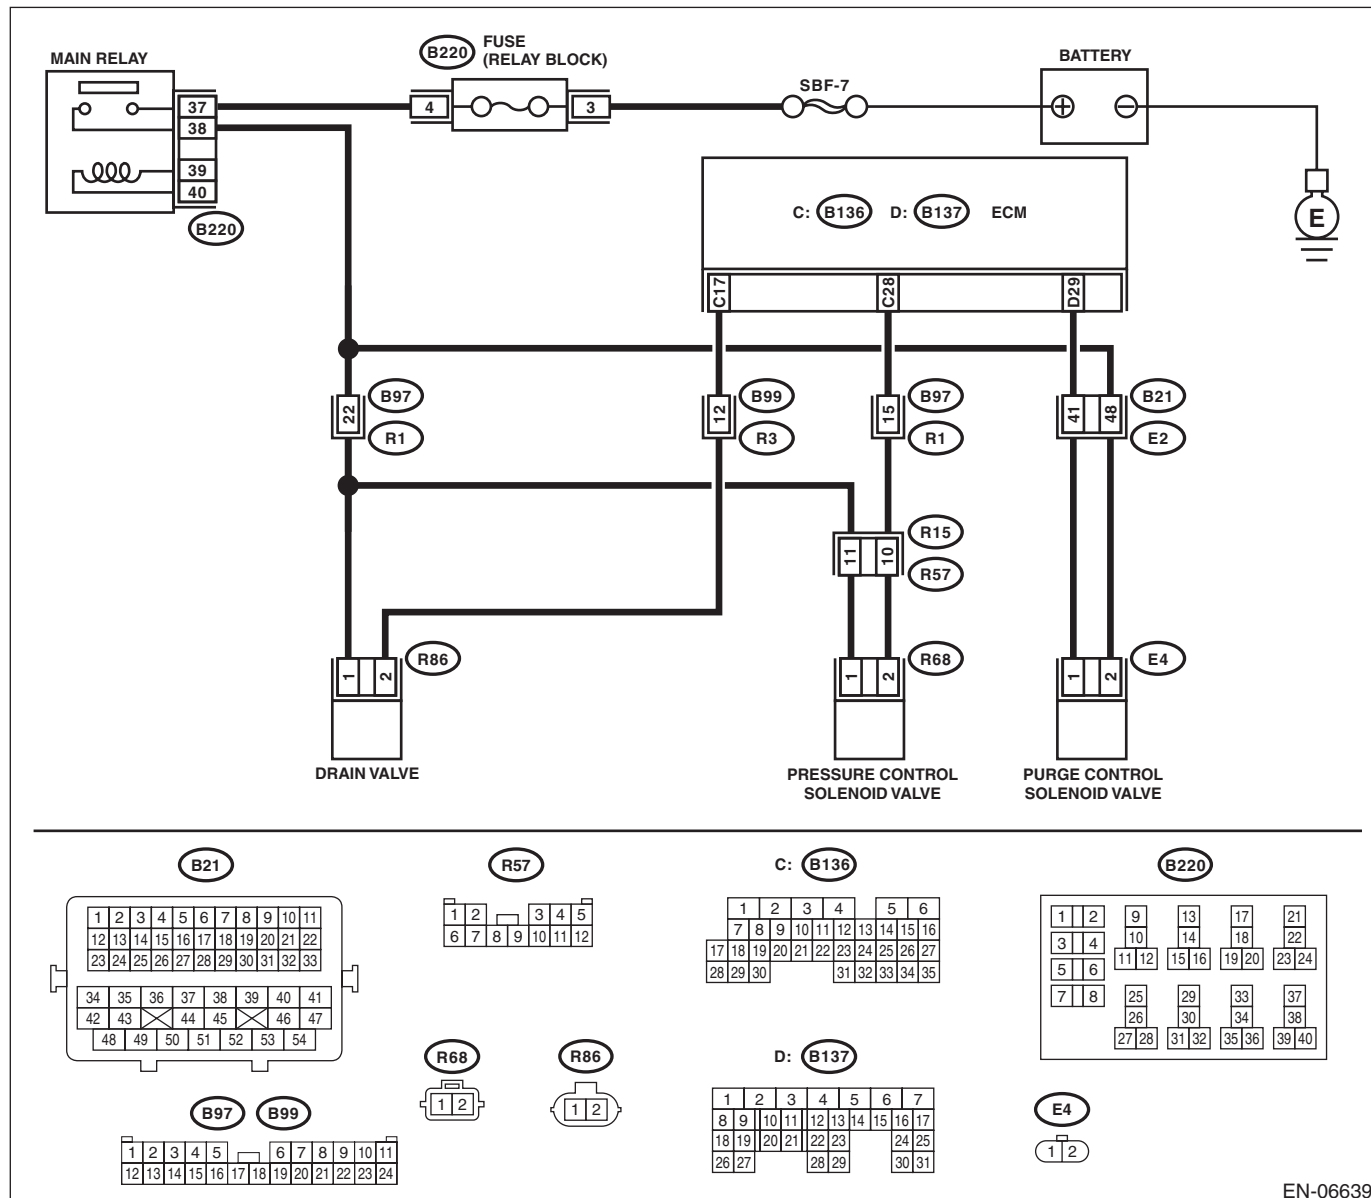 MAIN RELAY
B220
FUSE
(RELAY BLOCK)
SBF-7
BATTERY
37
38
39
40
4
3
B220
E
C: B136 D: B137 ECM
C17
C28
D29
22
B97
R1
12
B99
R3
15
B97
R1
41
48
B21
E2
11
10
R15
R57
1
2
R86
1
2
R68
1
2
E4
DRAIN VALVE
PRESSURE CONTROL
SOLENOID VALVE
PURGE CONTROL
SOLENOID VALVE
B21
1 2 3 4 5 6 7 8 9 10 11
12 13 14 15 16 17 18 19 20 21 22
23 24 25 26 27 28 29 30 31 32 33
34 35 36 37 38 39 40 41
42 43 44 45 46 47
48 49 50 51 52 53 54
R57
1 2 3 4 5
6 7 8 9 10 11 12
C: B136
1 2 3 4 5 6
7 8 9 10 11 12 13 14 15 16
17 18 19 20 21 22 23 24 25 26 27
28 29 30 31 32 33 34 35
B220
1 2 9 13 17 21
3 4 10 14 18 22
5 6 11 12 15 16 19 20 23 24
7 8 25 29 33 37
26 30 34 38
27 28 31 32 35 36 39 40
R68
1 2
R86
1 2
D: B137
1 2 3 4 5 6 7
8 9 10 11 12 13 14 15 16 17
18 19 20 21 22 23 24 25
26 27 28 29 30 31
E4
1 2
B97 B99
1 2 3 4 5 6 7 8 9 10 11
12 13 14 15 16 17 18 19 20 21 22 23 24
EN-06639